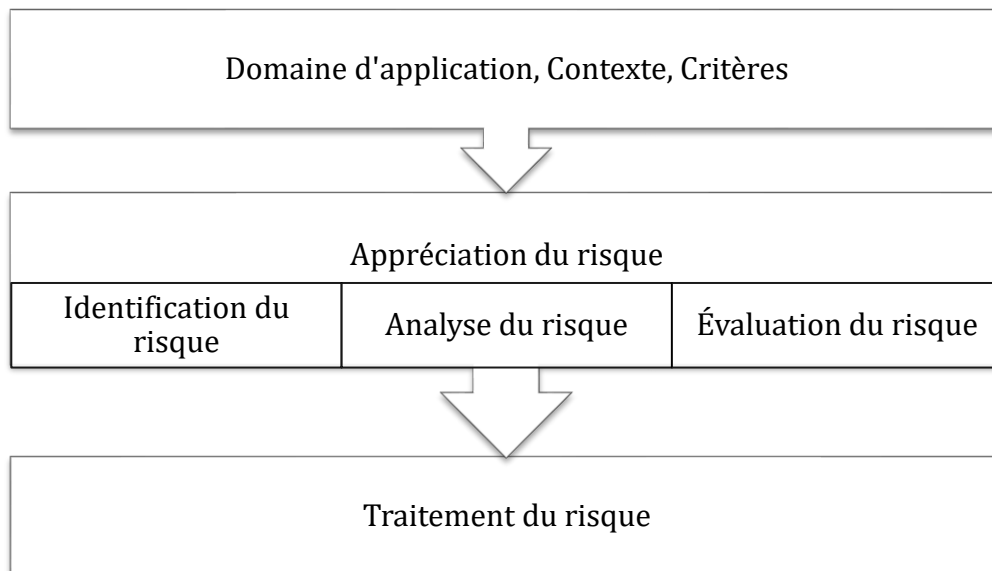 Domaine d'application, Contexte, Critères
Appréciation du risque
Identification du
risque
Analyse du risque
Évaluation du risque
Traitement du risque